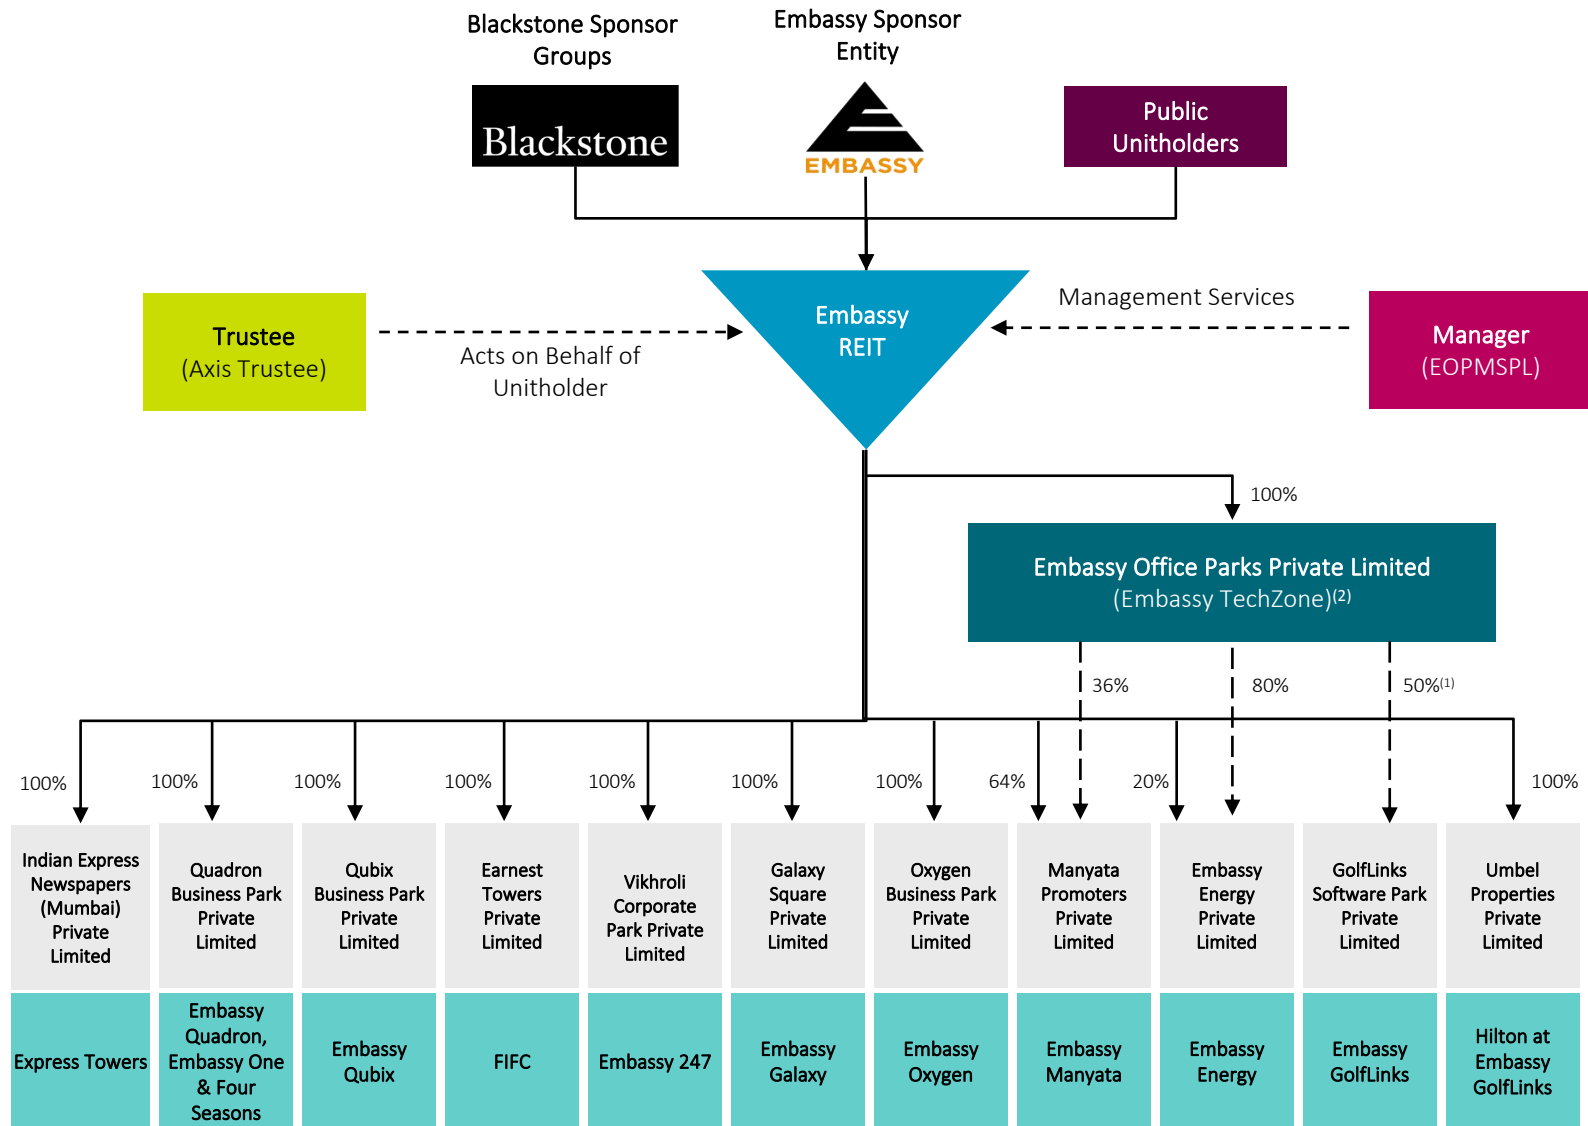 Blackstone Sponsor
Groups
Embassy Sponsor
Entity
Blackstone
EMBASSY
Public
Unitholders
Trustee
(Axis Trustee)
Acts on Behalf of
Unitholder
Embassy
REIT
Management Services
Manager
(EOPMSPL)
100%
Embassy Office Parks Private Limited
(Embassy TechZone)(2)
36%
80%
50%(1)
100%
100%
100%
100%
100%
100%
100%
64%
20%
100%
Indian Express
Newspapers
(Mumbai)
Private
Limited
Quadron
Business Park
Private
Limited
Qubix
Business Park
Private
Limited
Earnest
Towers
Private
Limited
Vikhroli
Corporate
Park Private
Limited
Galaxy
Square
Private
Limited
Oxygen
Business Park
Private
Limited
Manyata
Promoters
Private
Limited
Embassy
Energy
Private
Limited
GolfLinks
Software Park
Private
Limited
Umbel
Properties
Private
Limited
Express Towers
Embassy
Quadron,
Embassy One
& Four
Seasons
Embassy
Qubix
FIFC
Embassy 247
Embassy
Galaxy
Embassy
Oxygen
Embassy
Manyata
Embassy
Energy
Embassy
GolfLinks
Hilton at
Embassy
GolfLinks